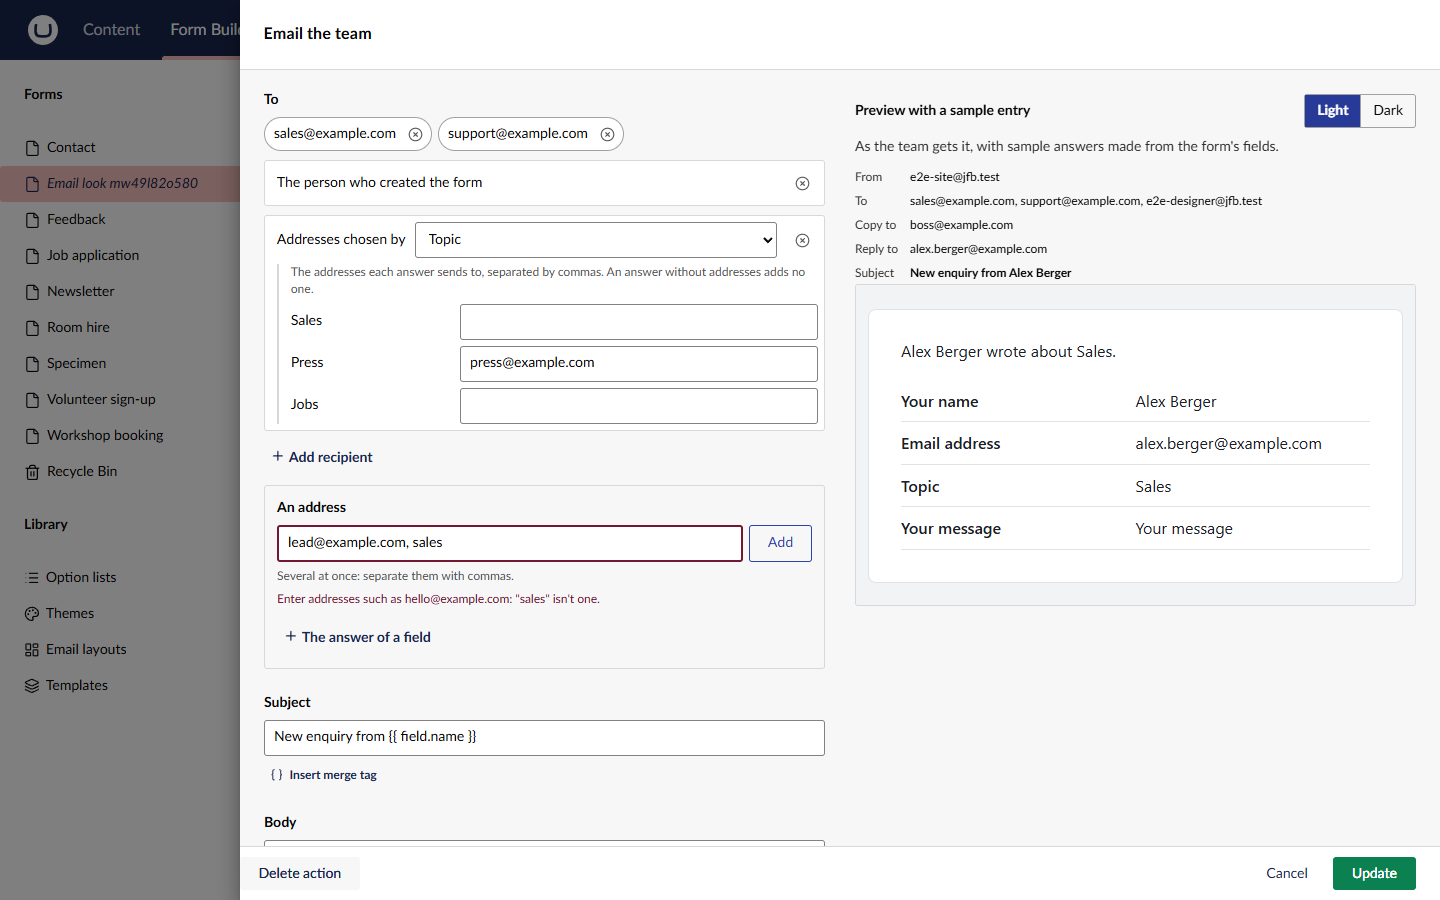 Content
Form Buil
Forms
Contact
Email look mw49l82o580
Feedback
Job application
Newsletter
Room hire
Specimen
Volunteer sign-up
Workshop booking
Recycle Bin
Library
Option lists
Themes
Email layouts
Templates
Email the team
To
sales@example.com
support@example.com
The person who created the form
Addresses chosen by
Topic
The addresses each answer sends to, separated by commas. An answer without addresses adds no
one.
Sales
Press
press@example.com
Jobs
+ Add recipient
An address
lead@example.com, sales
Add
Several at once: separate them with commas.
Enter addresses such as hello@example.com: "sales" isn't one.
+ The answer of a field
Subject
New enquiry from {{ field.name }}
{ } Insert merge tag
Body
Preview with a sample entry
Light
Dark
As the team gets it, with sample answers made from the form's fields.
From e2e-site@jfb.test
To sales@example.com, support@example.com, e2e-designer@jfb.test
Copy to boss@example.com
Reply to alex.berger@example.com
Subject New enquiry from Alex Berger
Alex Berger wrote about Sales.
Your name Alex Berger
Email address alex.berger@example.com
Topic Sales
Your message Your message
Delete action
Cancel
Update